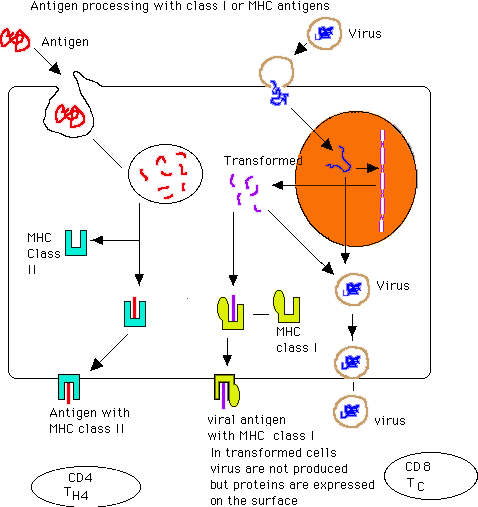 Antigen processing with class I or MHC antigens
Antigen
Virus
Transformed
MHC
Class
II
Virus
MHC
class I
Antigen with
MHC class II
viral antigen
with MHC class I
In transformed cells
virus are not produced
but proteins are expressed
on the surface
virus
CD4
TH4
CD8
TC